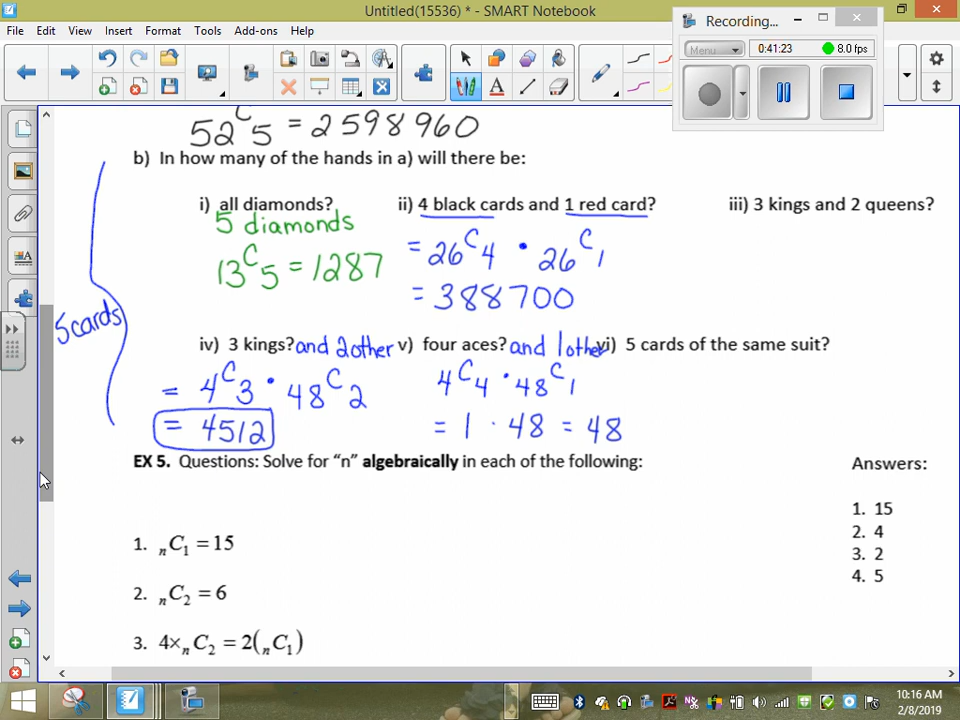 Untitled(15536) * - SMART Notebook
Recording...
File Edit View Insert Format Tools Add-ons Help
Menu 0:41:23 8.0 fps
52C5 = 2598960
b) In how many of the hands in a) will there be:
i) all diamonds? ii) 4 black cards and 1 red card? iii) 3 kings and 2 queens?
5 diamonds
13C5 = 1287
= 26C4 · 26C1
= 388700
5 cards
iv) 3 kings? and 2 other v) four aces? and 1 other vi) 5 cards of the same suit?
= 4C3 · 48C2
= 4512
4C4 · 48C1
= 1 · 48 = 48
EX 5. Questions: Solve for “n” algebraically in each of the following:
Answers:
1. 15
2. 4
3. 2
4. 5
1. nC1 = 15
2. nC2 = 6
3. 4×nC2 = 2(nC1)
10:16 AM
2/8/2019